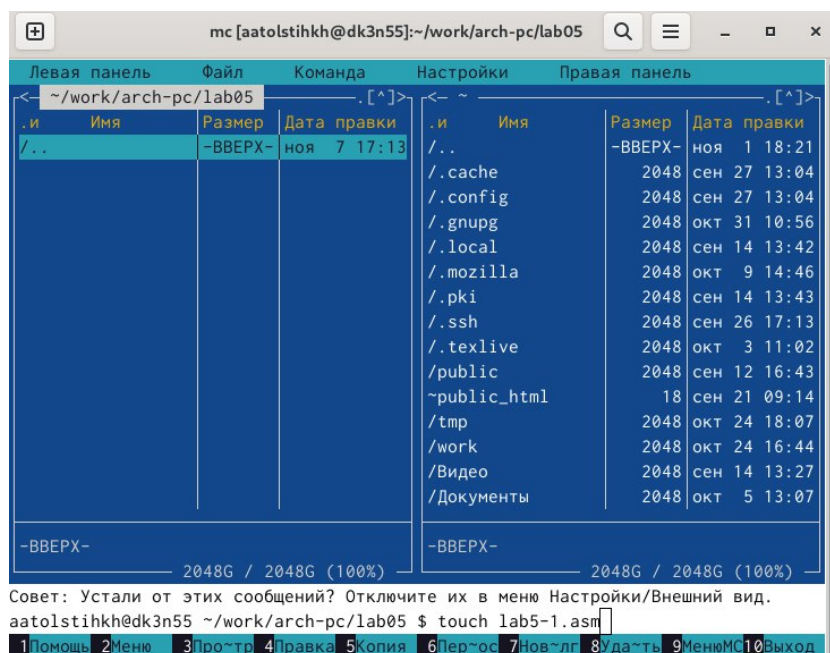 mc [aatolstihkh@dk3n55]:~/work/arch-pc/lab05
Левая панель Файл Команда Настройки Правая панель
<─ ~/work/arch-pc/lab05 .[^]> <─ ~ .[^]>
.и Имя Размер Дата правки .и Имя Размер Дата правки
/.. -ВВЕРХ- ноя 7 17:13 /.. -ВВЕРХ- ноя 1 18:21
/.cache 2048 сен 27 13:04
/.config 2048 сен 27 13:04
/.gnupg 2048 окт 31 10:56
/.local 2048 сен 14 13:42
/.mozilla 2048 окт 9 14:46
/.pki 2048 сен 14 13:43
/.ssh 2048 сен 26 17:13
/.texlive 2048 окт 3 11:02
/public 2048 сен 12 16:43
~public_html 18 сен 21 09:14
/tmp 2048 окт 24 18:07
/work 2048 окт 24 16:44
/Видео 2048 сен 14 13:27
/Документы 2048 окт 5 13:07
-ВВЕРХ- -ВВЕРХ-
2048G / 2048G (100%) 2048G / 2048G (100%)
Совет: Устали от этих сообщений? Отключите их в меню Настройки/Внешний вид.
aatolstihkh@dk3n55 ~/work/arch-pc/lab05 $ touch lab5-1.asm
1Помощь 2Меню 3Про~тр 4Правка 5Копия 6Пер~ос 7Нов~лг 8Уда~ть 9МенюМС 10Выход